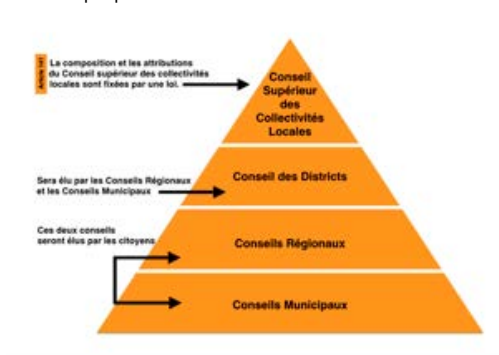 Article 141
La composition et les attributions
du Conseil supérieur des collectivités
locales sont fixées par une loi.
Conseil
Supérieur
des
Collectivités
Locales
Sera élu par les Conseils Régionaux
et les Conseils Municipaux
Conseil des Districts
Ces deux conseils
seront élus par les citoyens
Conseils Régionaux
Conseils Municipaux